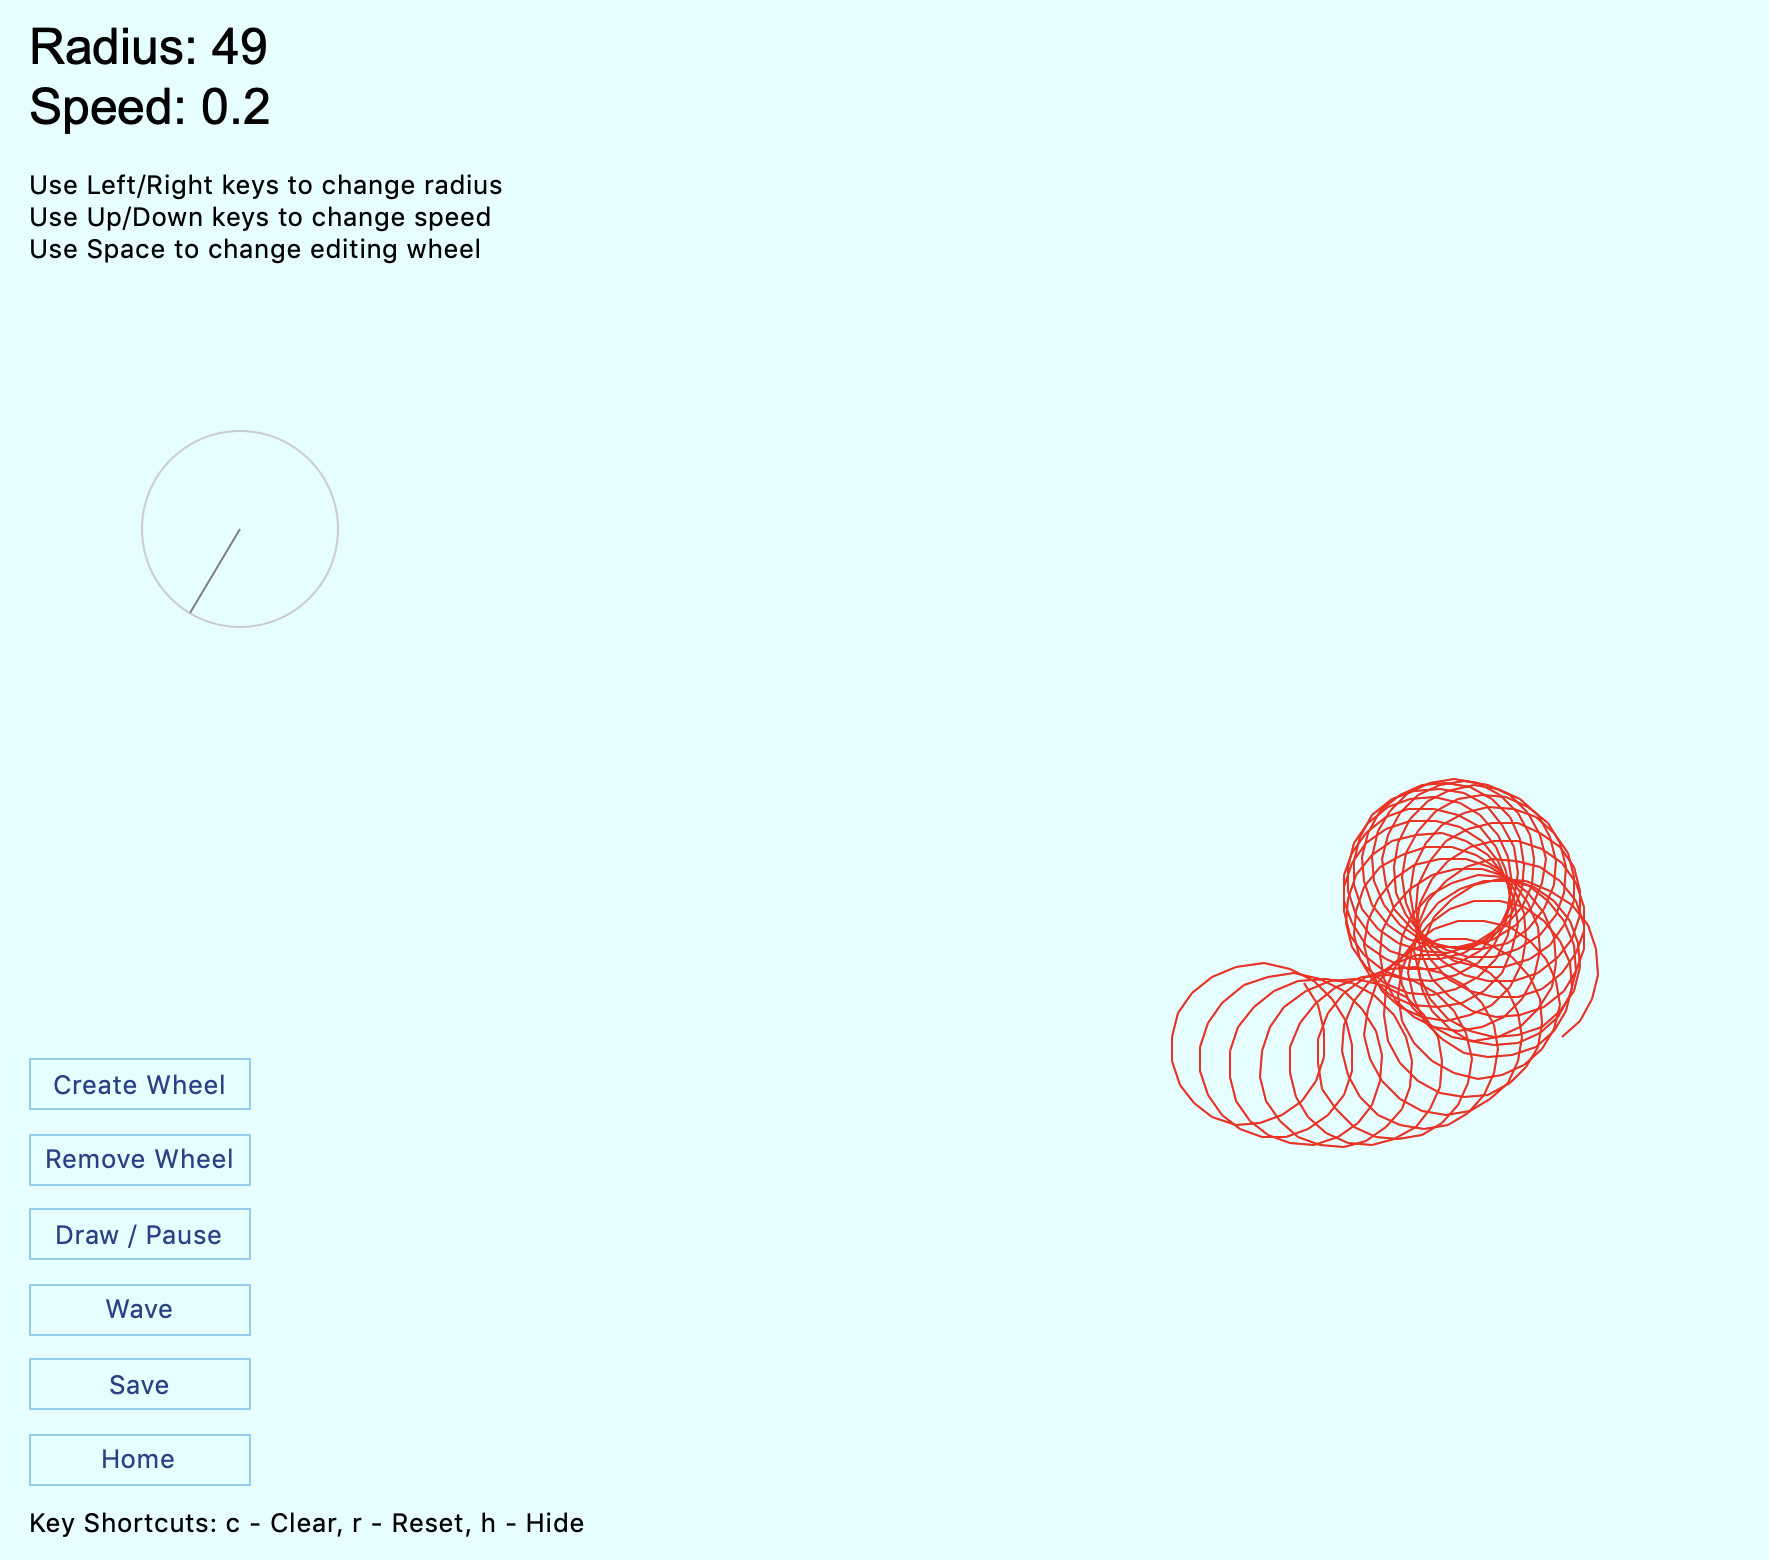 Radius: 49
Speed: 0.2
Use Left/Right keys to change radius
Use Up/Down keys to change speed
Use Space to change editing wheel
Create Wheel
Remove Wheel
Draw / Pause
Wave
Save
Home
Key Shortcuts: c - Clear, r - Reset, h - Hide